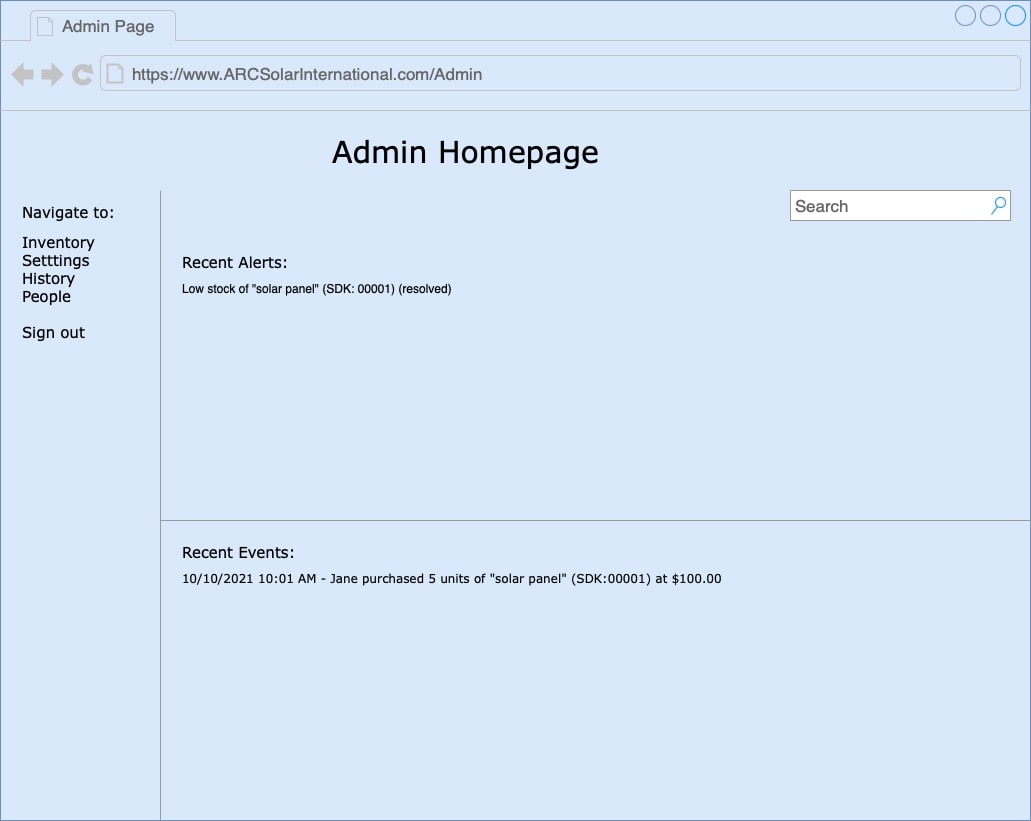 Admin Page
https://www.ARCSolarInternational.com/Admin
Admin Homepage
Navigate to:
Inventory
Setttings
History
People
Sign out
Search
Recent Alerts:
Low stock of "solar panel" (SDK: 00001) (resolved)
Recent Events:
10/10/2021 10:01 AM - Jane purchased 5 units of "solar panel" (SDK:00001) at $100.00